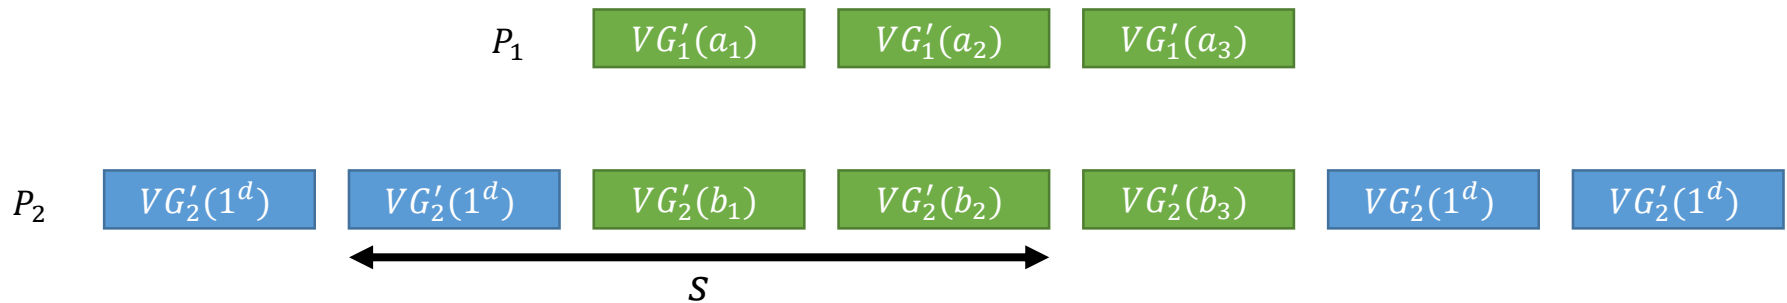 P₁ VG′₁(a₁) VG′₁(a₂) VG′₁(a₃)
P₂ VG′₂(1ᵈ) VG′₂(1ᵈ) VG′₂(b₁) VG′₂(b₂) VG′₂(b₃) VG′₂(1ᵈ) VG′₂(1ᵈ)
s